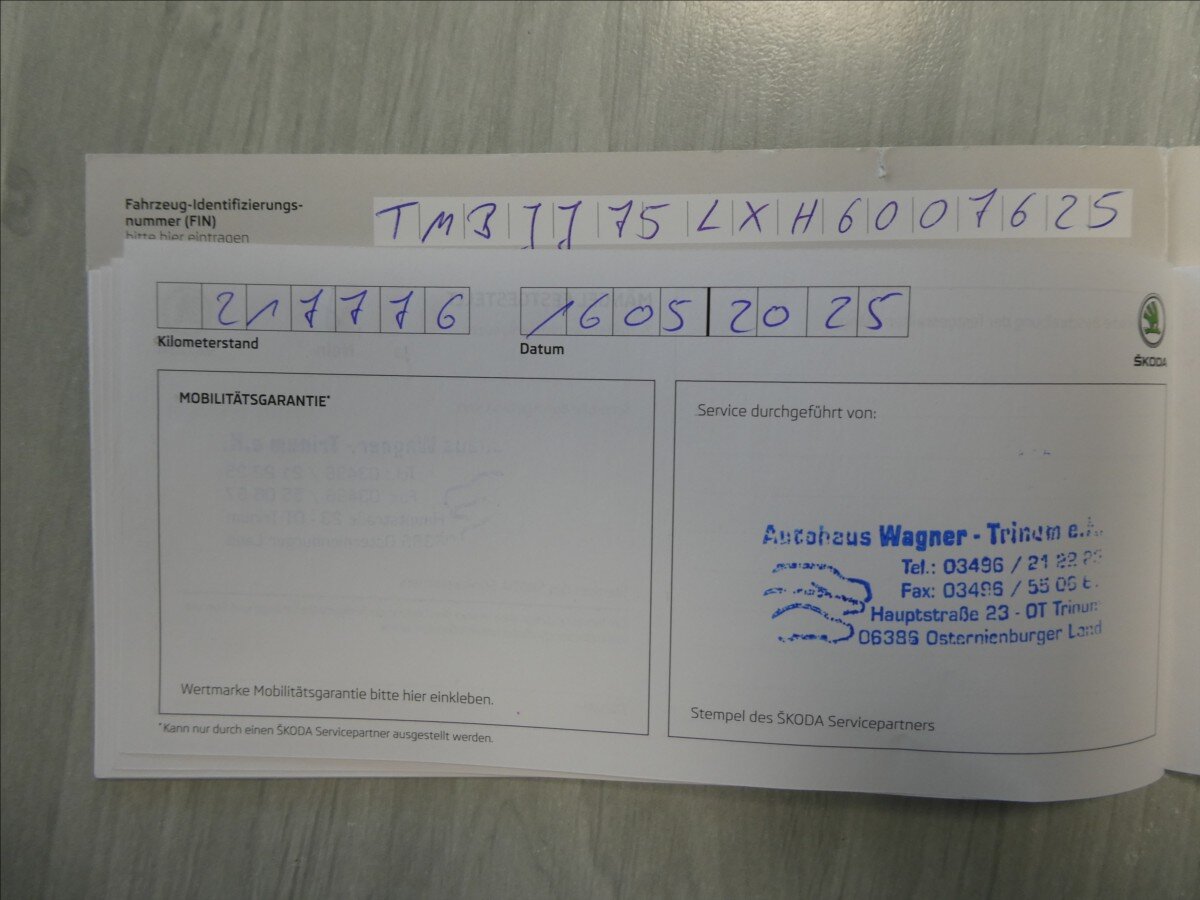 Fahrzeug-Identifizierungs-
nummer (FIN)
bitte hier eintragen
TMBJJ75LXH6007625
217776
16052025
Kilometerstand
Datum
ŠKODA
MOBILITÄTSGARANTIE*
Service durchgeführt von:
Autohaus Wagner - Trinum
Tel.: 03496 / 21 22
Fax: 03496 / 55 06
Hauptstraße 23 - OT Trinum
06386 Osternienburger Land
Wertmarke Mobilitätsgarantie bitte hier einkleben.
Stempel des ŠKODA Servicepartners
*Kann nur durch einen ŠKODA Servicepartner ausgestellt werden.